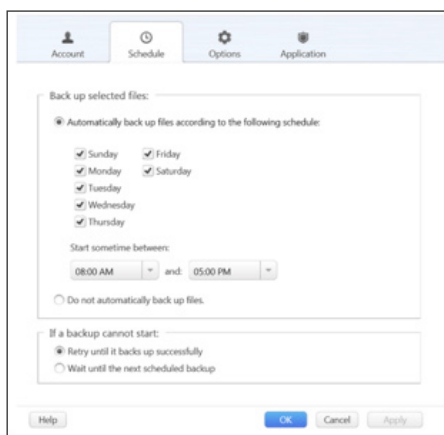 Account Schedule Options Application
Back up selected files:
Automatically back up files according to the following schedule:
Sunday Friday
Monday Saturday
Tuesday
Wednesday
Thursday
Start sometime between:
08:00 AM and: 05:00 PM
Do not automatically back up files.
If a backup cannot start:
Retry until it backs up successfully
Wait until the next scheduled backup
Help OK Cancel Apply